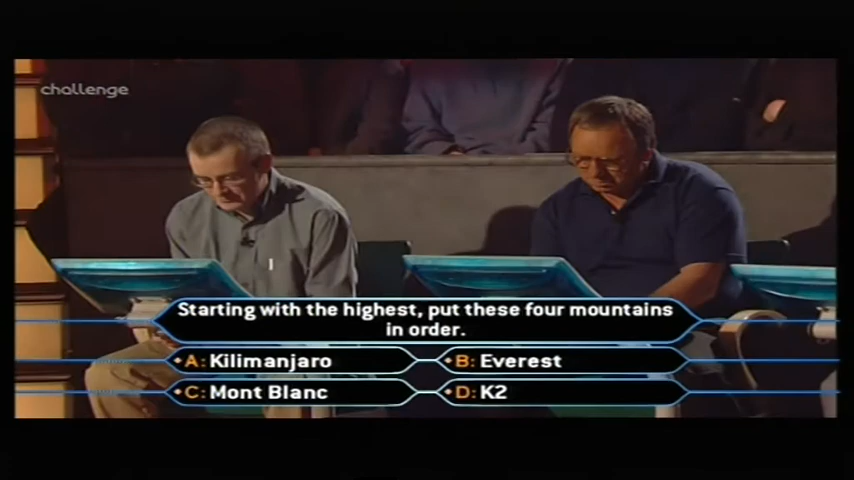 challenge
Starting with the highest, put these four mountains
in order.
A: Kilimanjaro
B: Everest
C: Mont Blanc
D: K2